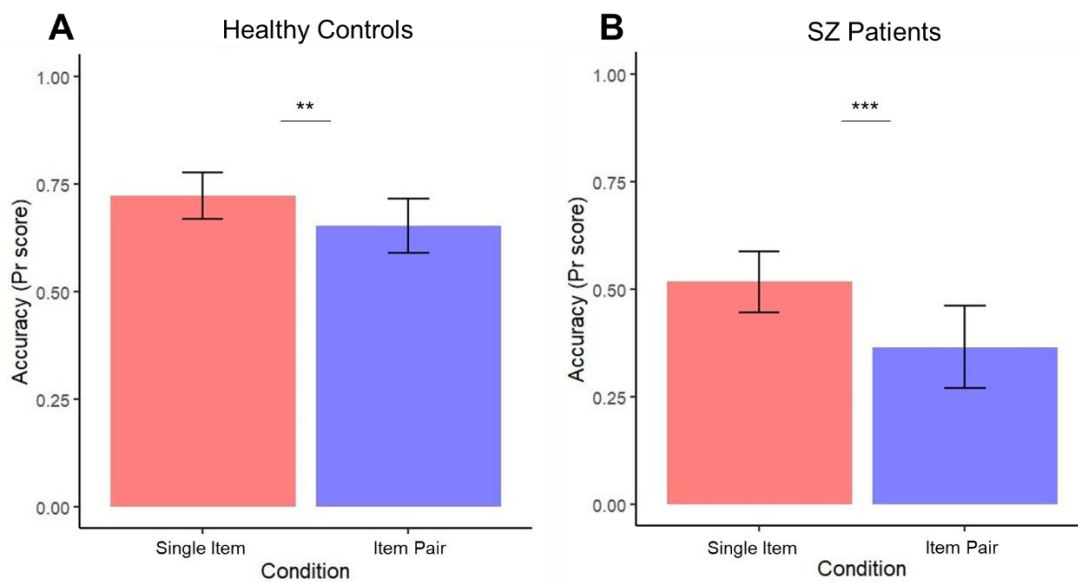 A
Healthy Controls
Accuracy (Pr score)
1.00
0.75
0.50
0.25
0.00
**
Single Item
Item Pair
Condition
B
SZ Patients
Accuracy (Pr score)
1.00
0.75
0.50
0.25
0.00
***
Single Item
Item Pair
Condition